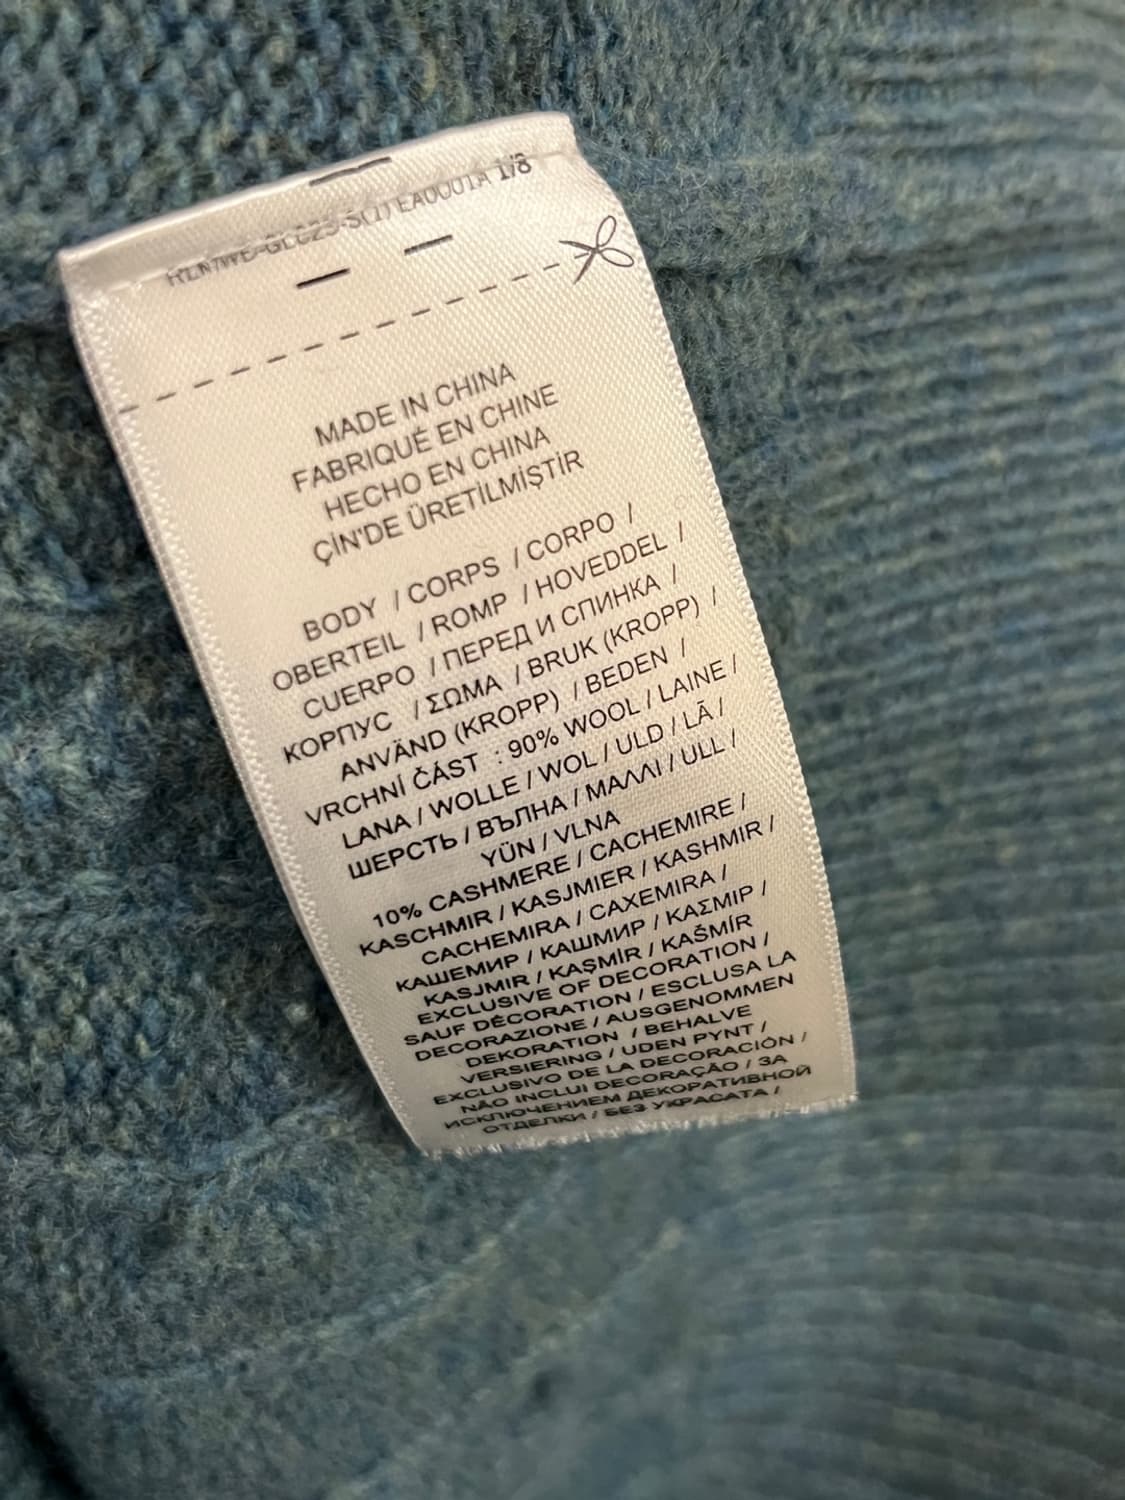 1/8
MADE IN CHINA
FABRIQUÉ EN CHINE
HECHO EN CHINA
ÇİN'DE ÜRETİLMİŞTİR
BODY / CORPS / CORPO /
OBERTEIL / ROMP / HOVEDDEL /
CUERPO / ПЕРЕД И СПИНКА /
КОРПУС / ΣΩΜΑ / BRUK (KROPP) /
ANVÄND (KROPP) / BEDEN /
VRCHNÍ ČÁST : 90% WOOL / LAINE /
LANA / WOLLE / WOL / ULD / LÃ /
ШЕРСТЬ / ВЪЛНА / ΜΑΛΛΙ / ULL /
YÜN / VLNA
10% CASHMERE / CACHEMIRE /
KASCHMIR / KASJMIER / KASHMIR /
CACHEMIRA / CAXEMIRA /
КАШЕМИР / КАШМИР / ΚΑΣΜΙΡ /
KASJMIR / KAŞMİR / KAŠMÍR
EXCLUSIVE OF DECORATION /
SAUF DÉCORATION / ESCLUSA LA
DECORAZIONE / AUSGENOMMEN
DEKORATION / BEHALVE
VERSIERING / UDEN PYNT /
EXCLUSIVO DE LA DECORACIÓN /
NÃO INCLUI DECORAÇÃO / ЗА
ИСКЛЮЧЕНИЕМ ДЕКОРАТИВНОЙ
ОТДЕЛКИ / БЕЗ УКРАСАТА /